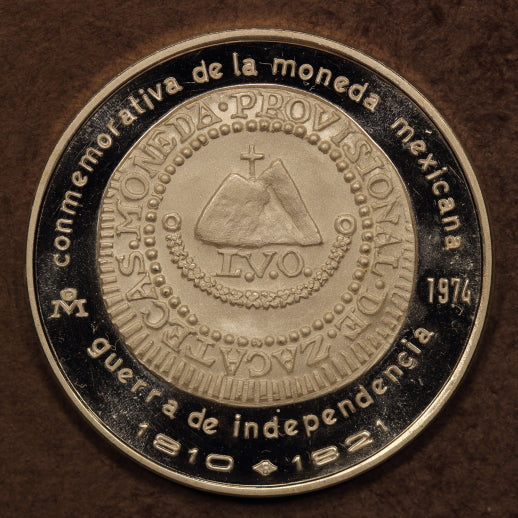 conmemorativa de la moneda mexicana
1974
guerra de independencia
1810 1821
MONEDA·PROVISIONAL·DE·ZACATECAS.
L.V.O.
Mo